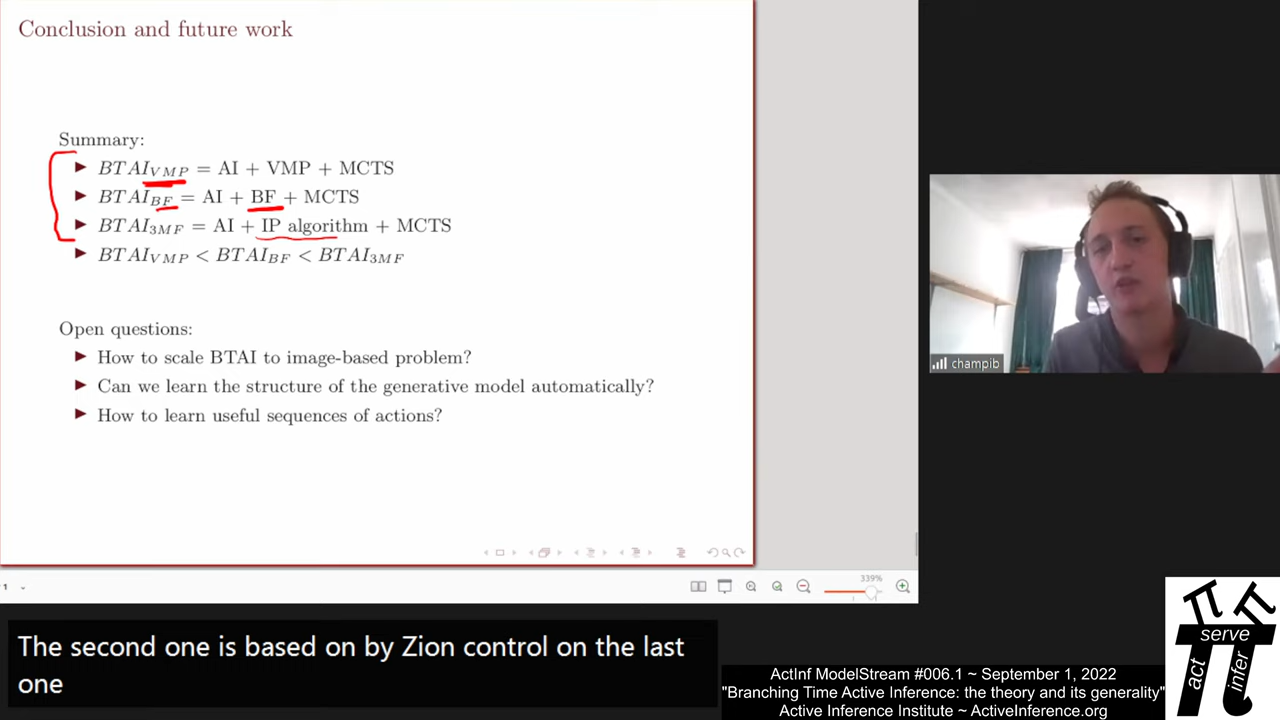 Conclusion and future work
Summary:
BTAI_VMP = AI + VMP + MCTS
BTAI_BF = AI + BF + MCTS
BTAI_3MF = AI + IP algorithm + MCTS
BTAI_VMP < BTAI_BF < BTAI_3MF
Open questions:
How to scale BTAI to image-based problem?
Can we learn the structure of the generative model automatically?
How to learn useful sequences of actions?
champib
1
339%
The second one is based on by Zion control on the last
one
ActInf ModelStream #006.1 ~ September 1, 2022
"Branching Time Active Inference: the theory and its generality"
Active Inference Institute ~ ActiveInference.org
serve
act
infer